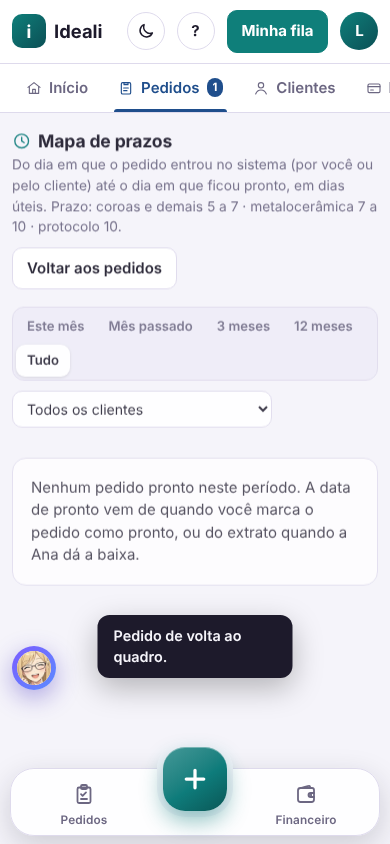 i Ideali ? Minha fila L
Início Pedidos 1 Clientes
Mapa de prazos
Do dia em que o pedido entrou no sistema (por você ou
pelo cliente) até o dia em que ficou pronto, em dias
úteis. Prazo: coroas e demais 5 a 7 · metalocerâmica 7 a
10 · protocolo 10.
Voltar aos pedidos
Este mês Mês passado 3 meses 12 meses
Tudo
Todos os clientes
Nenhum pedido pronto neste período. A data
de pronto vem de quando você marca o
pedido como pronto, ou do extrato quando a
Ana dá a baixa.
Pedido de volta ao
quadro.
Pedidos + Financeiro